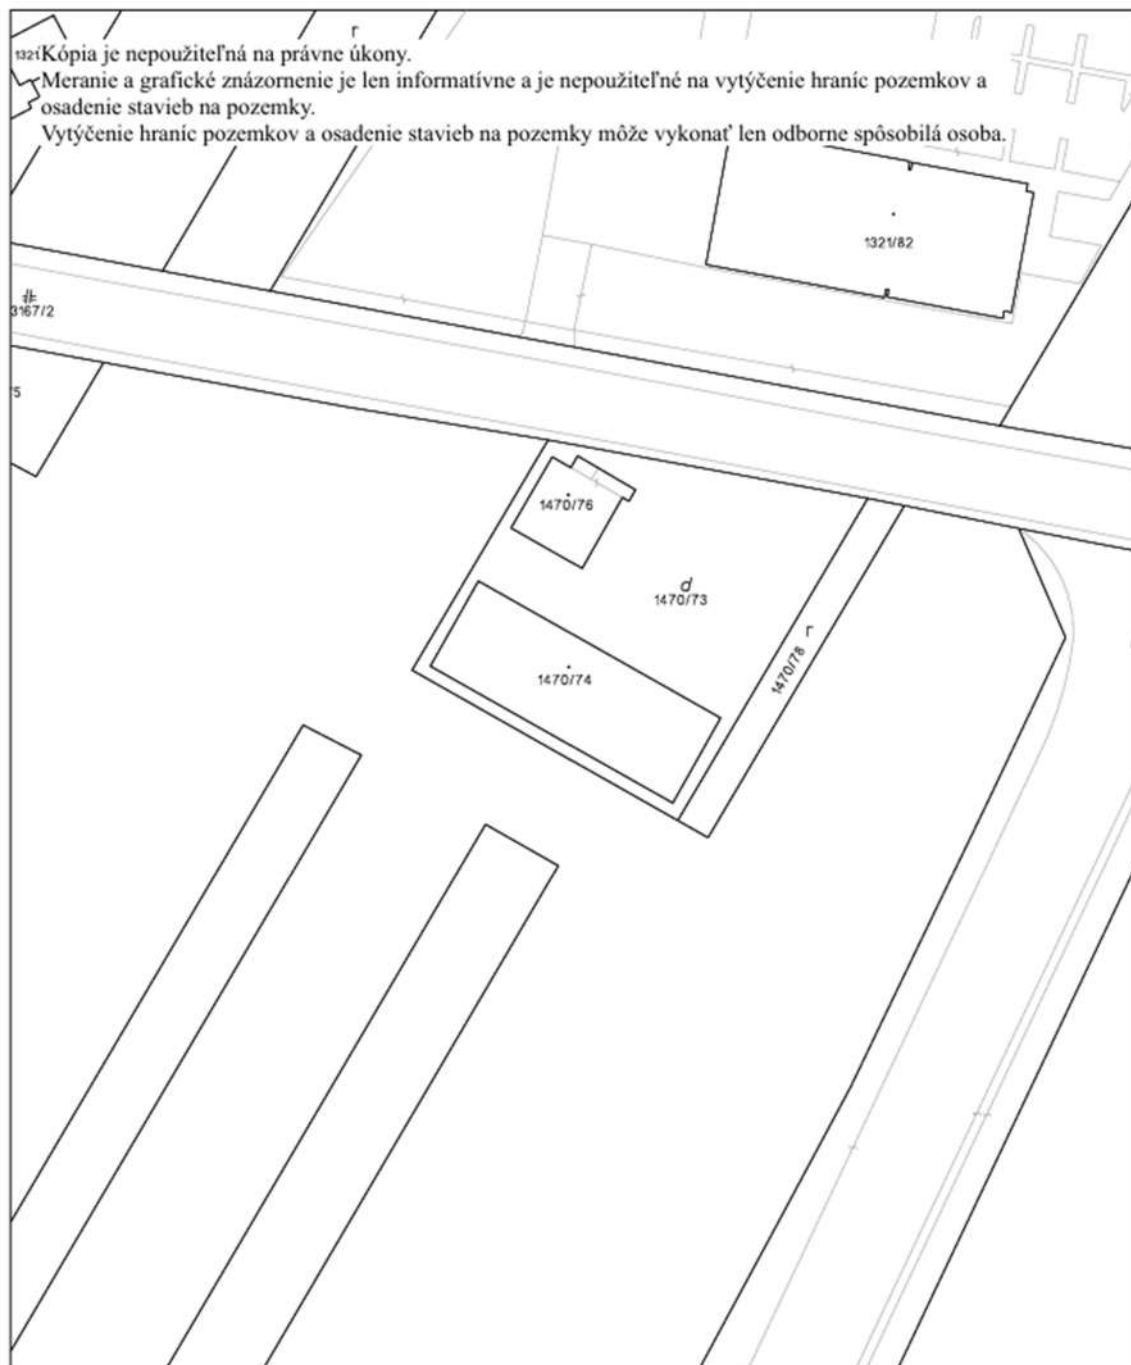 r
1321
Kópia je nepoužiteľná na právne úkony.
Meranie a grafické znázornenie je len informatívne a je nepoužiteľné na vytýčenie hraníc pozemkov a
osadenie stavieb na pozemky.
Vytýčenie hraníc pozemkov a osadenie stavieb na pozemky môže vykonať len odborne spôsobilá osoba.
1321/82
3167/2
5
1470/76
d
1470/73
r
1470/78
1470/74